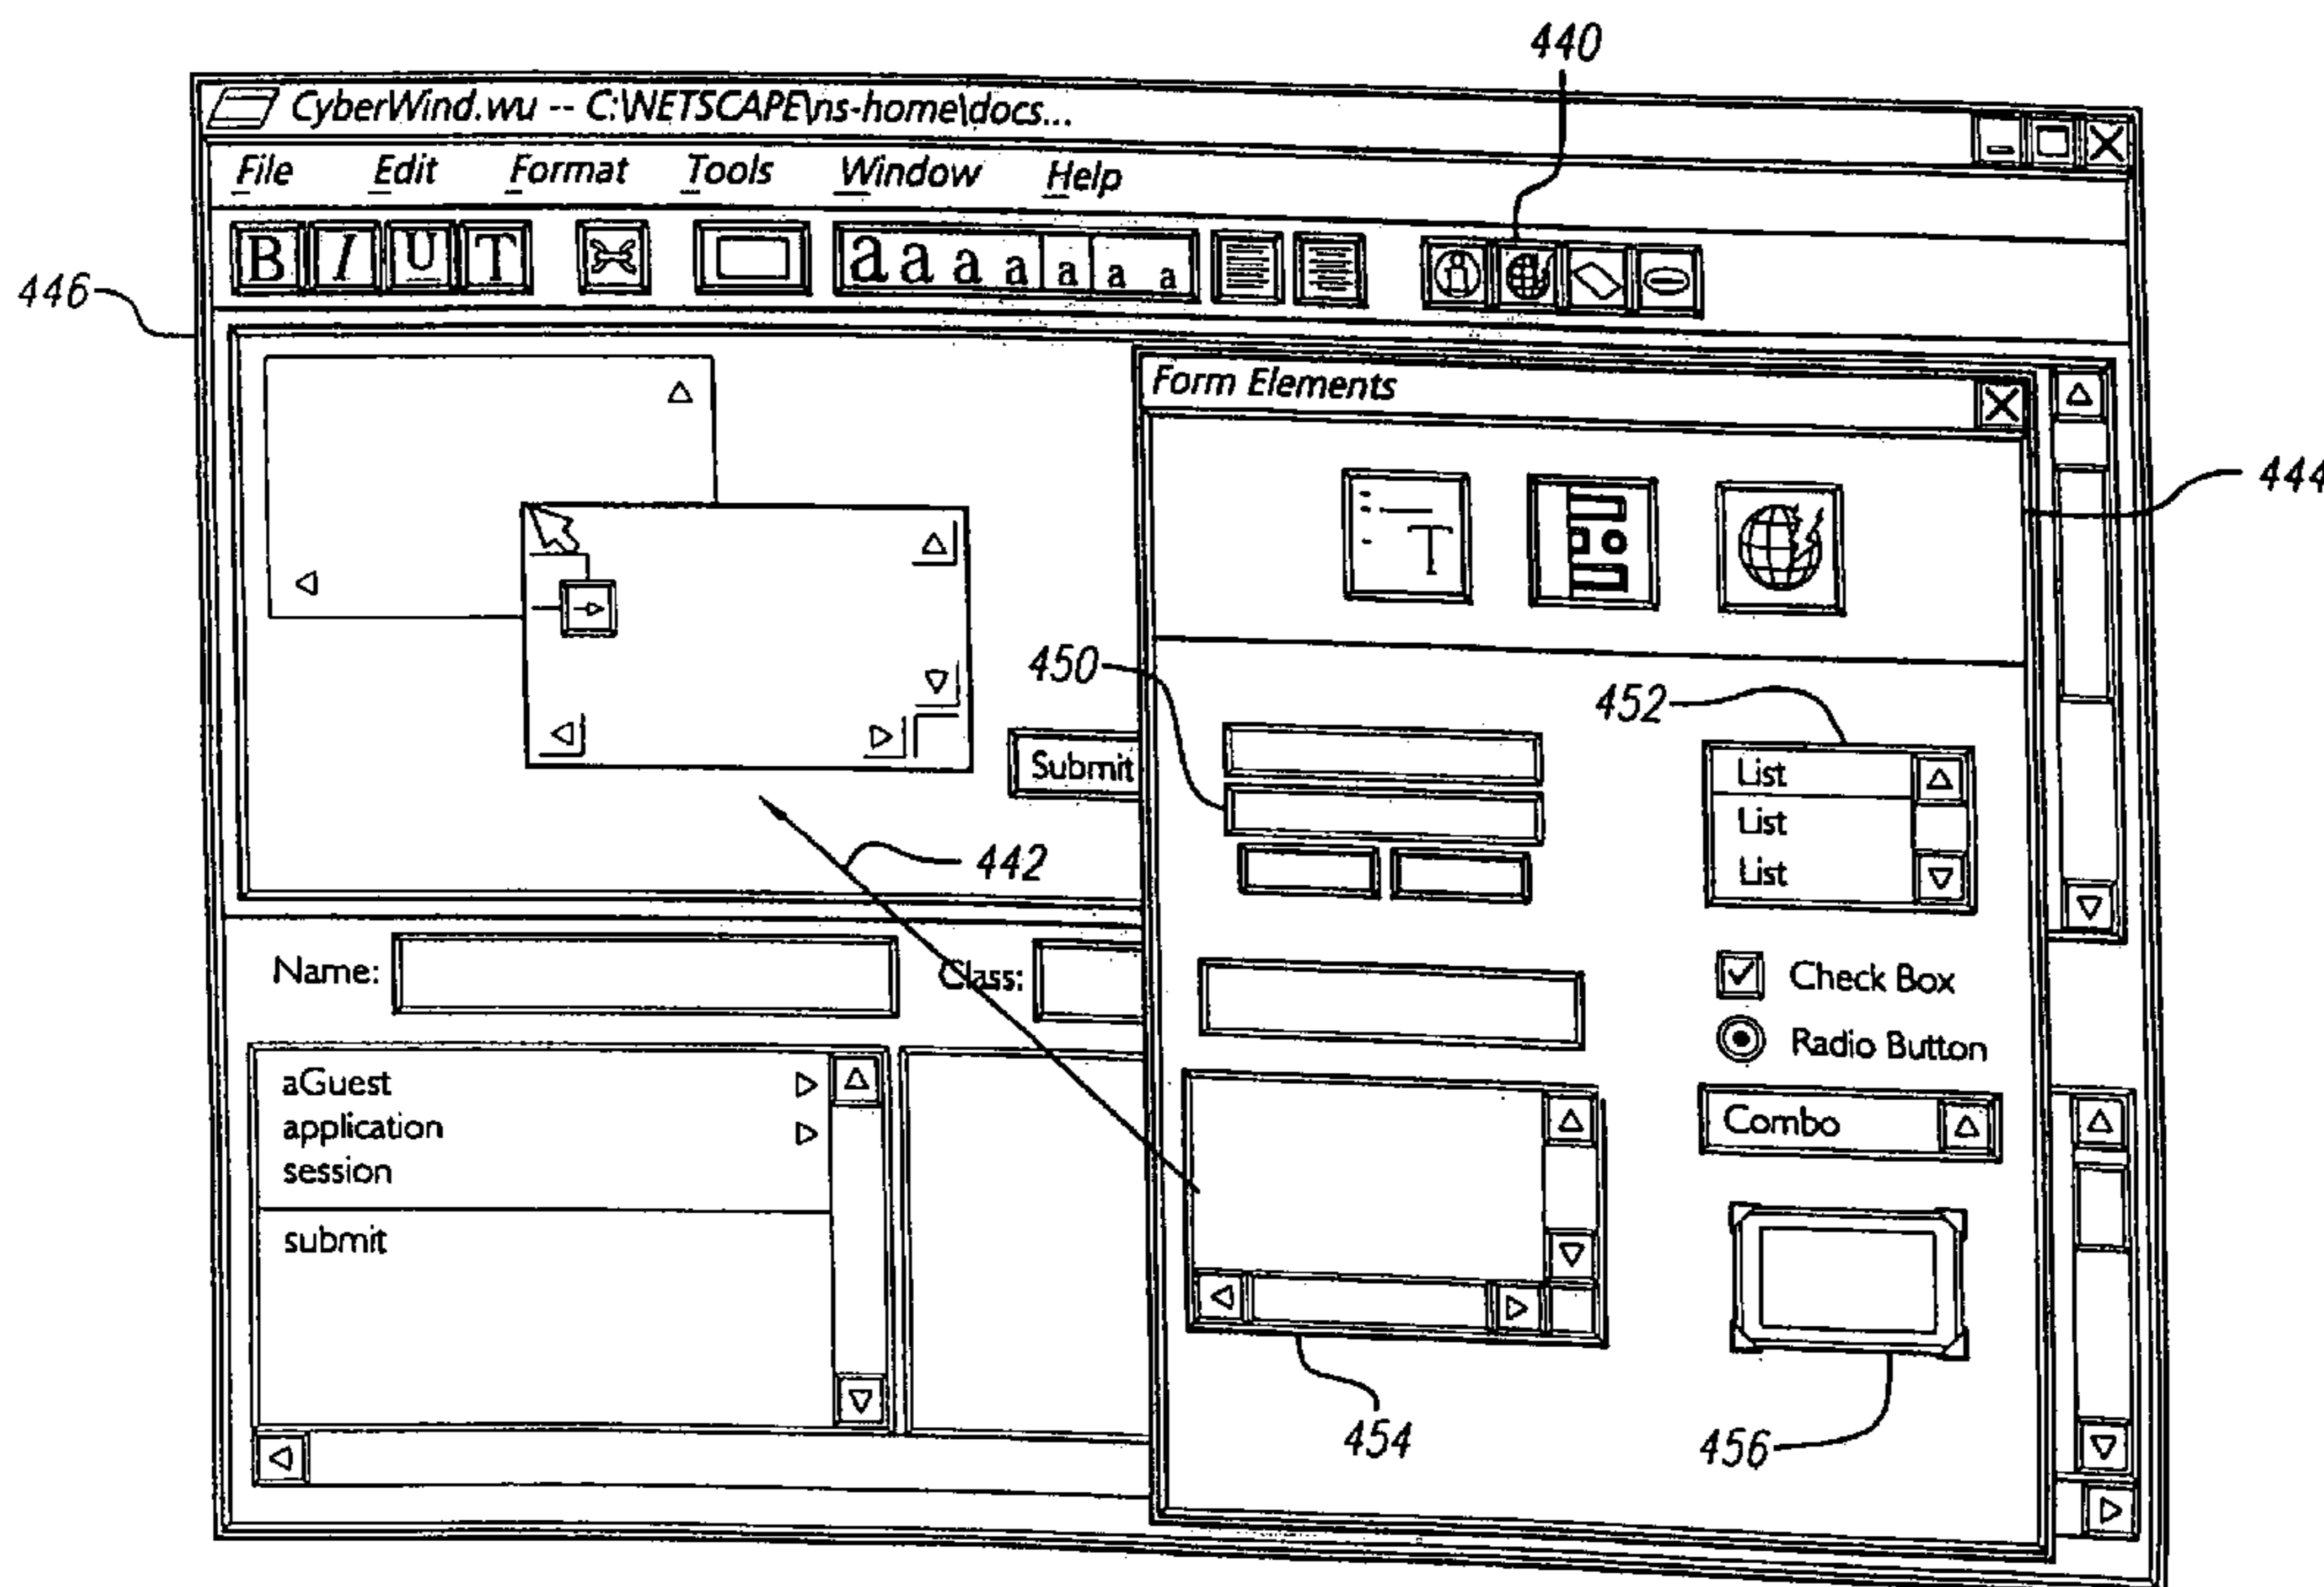 440
CyberWind.wu -- C:\NETSCAPE\ns-home\docs...
File Edit Format Tools Window Help
B I U T a a a a a a a i
446
Form Elements
444
T
450
452
Submit
List
List
List
442
Name: Class:
Check Box
Radio Button
aGuest
application
session
Combo
submit
454
456